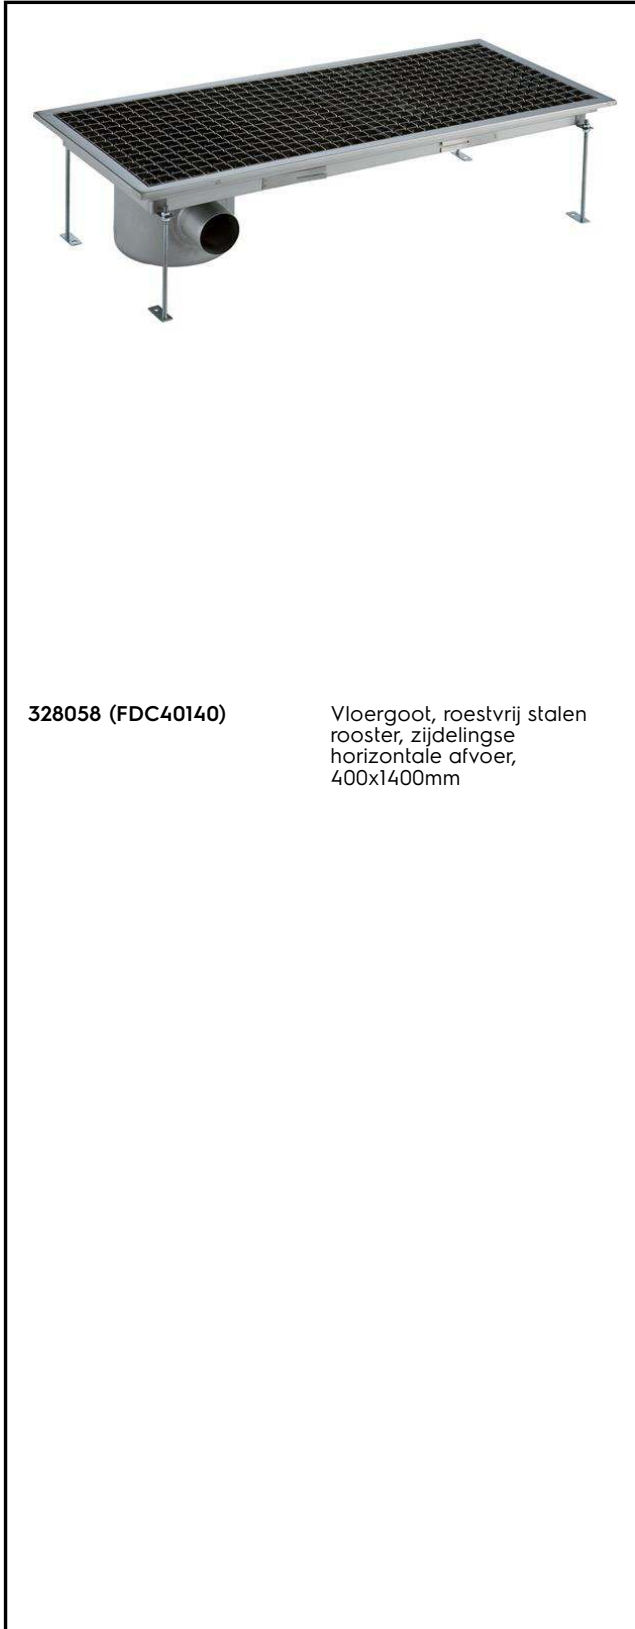 328058 (FDC40140)
Vloergoot, roestvrij stalen
rooster, zijdelingse
horizontale afvoer,
400x1400mm